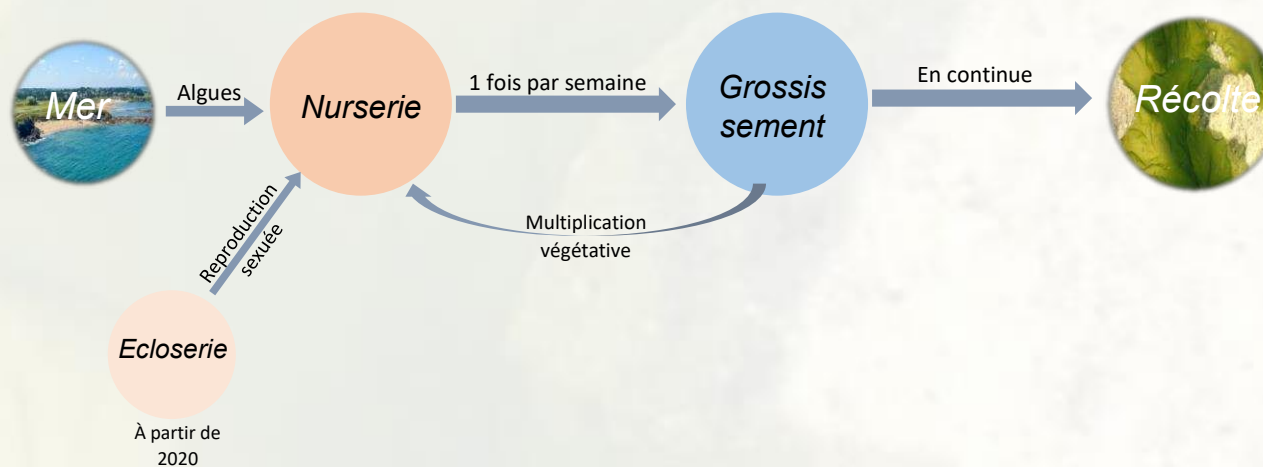 Mer
Algues
Nurserie
1 fois par semaine
Grossis
sement
En continue
Récolte
Reproduction
sexuée
Multiplication
végétative
Ecloserie
À partir de
2020